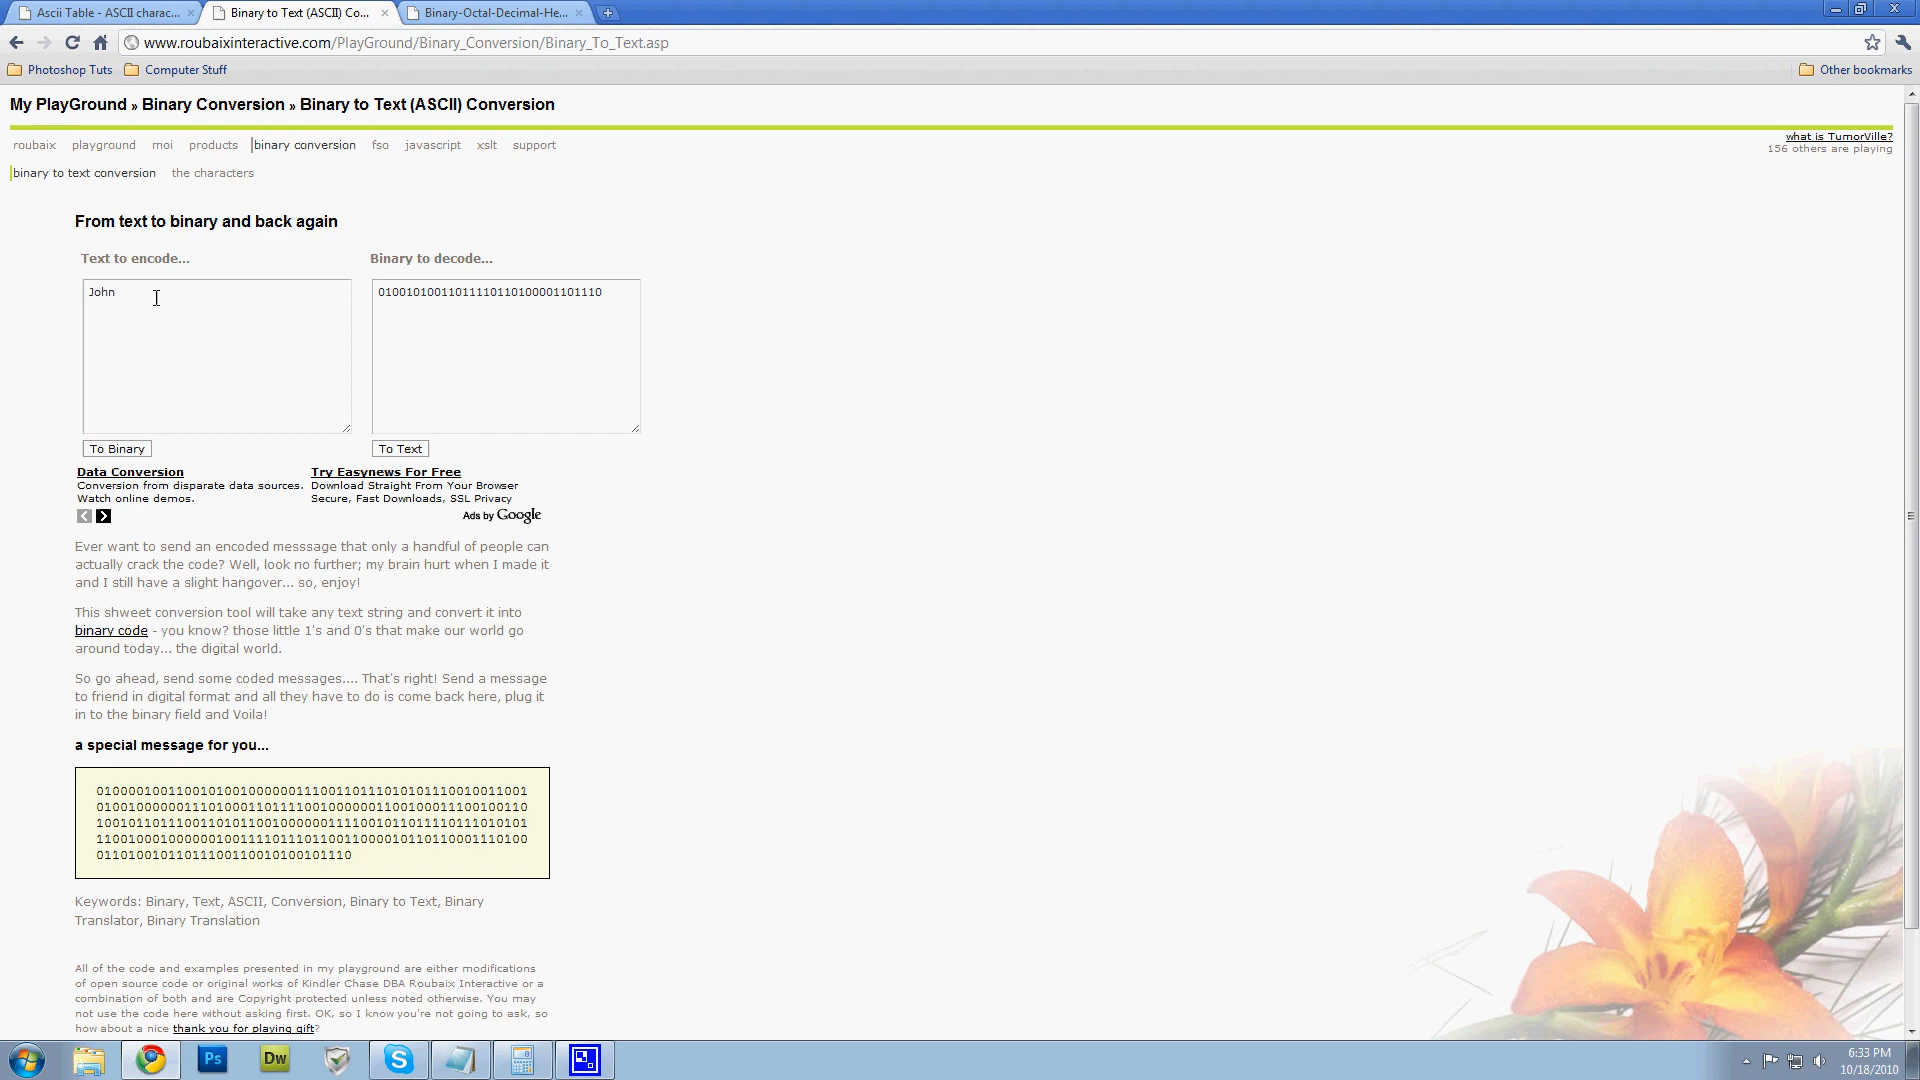 Ascii Table - ASCII charac...
Binary to Text (ASCII) Co...
Binary-Octal-Decimal-He...
www.roubaixinteractive.com/PlayGround/Binary_Conversion/Binary_To_Text.asp
Photoshop Tuts
Computer Stuff
Other bookmarks
My PlayGround » Binary Conversion » Binary to Text (ASCII) Conversion
what is TumorVille?
156 others are playing
roubaix playground moi products binary conversion fso javascript xslt support
binary to text conversion the characters
From text to binary and back again
Text to encode...
Binary to decode...
John
01001010011011110110100001101110
To Binary
To Text
Data Conversion
Conversion from disparate data sources.
Watch online demos.
Try Easynews For Free
Download Straight From Your Browser
Secure, Fast Downloads, SSL Privacy
Ads by Google
Ever want to send an encoded messsage that only a handful of people can
actually crack the code? Well, look no further; my brain hurt when I made it
and I still have a slight hangover... so, enjoy!
This shweet conversion tool will take any text string and convert it into
binary code - you know? those little 1's and 0's that make our world go
around today... the digital world.
So go ahead, send some coded messages.... That's right! Send a message
to friend in digital format and all they have to do is come back here, plug it
in to the binary field and Voila!
a special message for you...
Keywords: Binary, Text, ASCII, Conversion, Binary to Text, Binary
Translator, Binary Translation
All of the code and examples presented in my playground are either modifications
of open source code or original works of Kindler Chase DBA Roubaix Interactive or a
combination of both and are Copyright protected unless noted otherwise. You may
not use the code here without asking first. OK, so I know you're not going to ask, so
how about a nice thank you for playing gift?
Ps
Dw
6:33 PM
10/18/2010